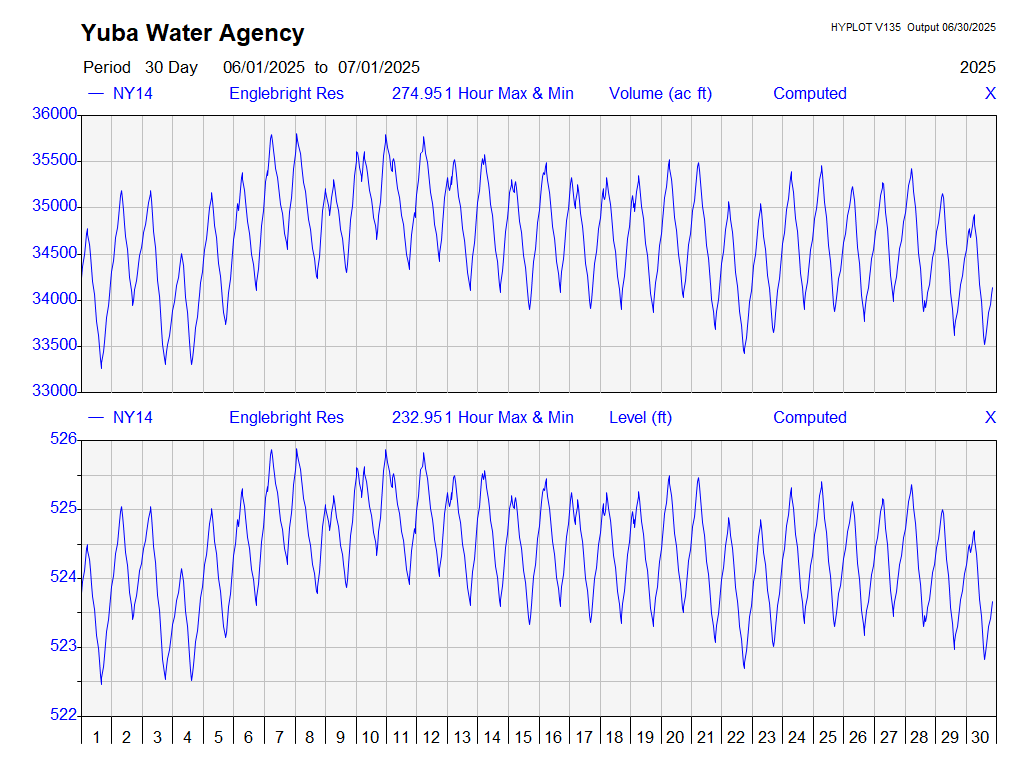 Yuba Water Agency
HYPLOT V135 Output 06/30/2025
Period 30 Day 06/01/2025 to 07/01/2025 2025
NY14 Englebright Res 274.95 1 Hour Max & Min Volume (ac ft) Computed X
36000
35500
35000
34500
34000
33500
33000
NY14 Englebright Res 232.95 1 Hour Max & Min Level (ft) Computed X
526
525
524
523
522
1 2 3 4 5 6 7 8 9 10 11 12 13 14 15 16 17 18 19 20 21 22 23 24 25 26 27 28 29 30